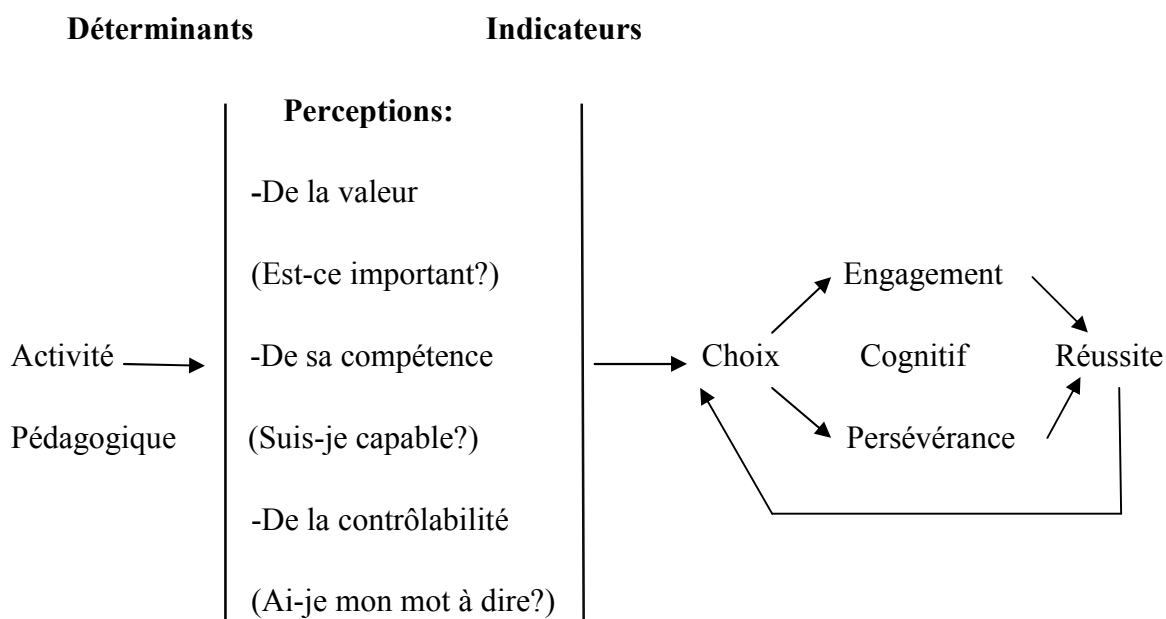 Déterminants Indicateurs
Perceptions:
-De la valeur
(Est-ce important?)
Engagement
Activité
-De sa compétence
Choix
Cognitif
Réussite
Pédagogique
(Suis-je capable?)
Persévérance
-De la contrôlabilité
(Ai-je mon mot à dire?)